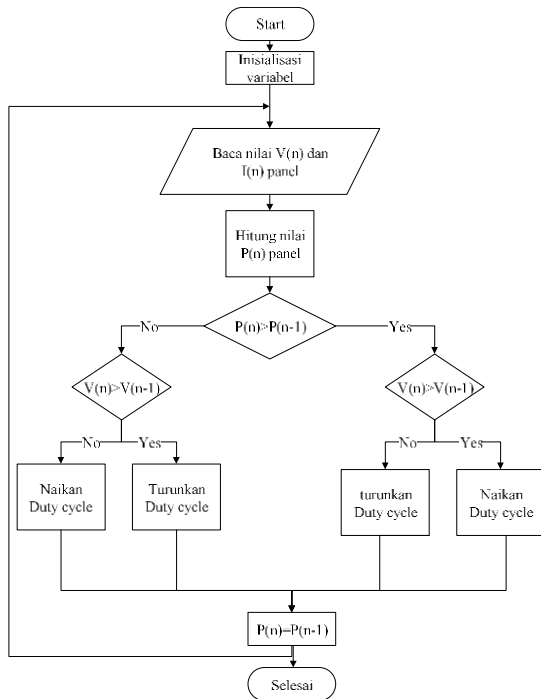 Start
Inisialisasi
variabel
Baca nilai V(n) dan
I(n) panel
Hitung nilai
P(n) panel
P(n)>P(n-1)
No
Yes
V(n)>V(n-1)
V(n)>V(n-1)
No
Yes
No
Yes
Naikan
Duty cycle
Turunkan
Duty cycle
turunkan
Duty cycle
Naikan
Duty cycle
P(n)=P(n-1)
Selesai